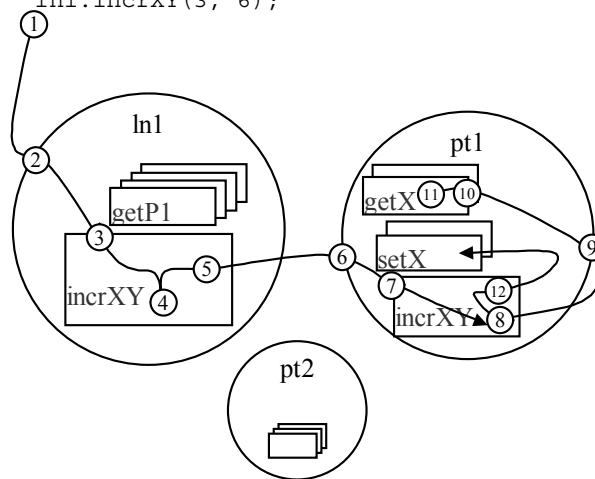 ln1.incrXY(3, 6);
1
ln1
pt1
2
getP1
getX
11
10
3
setX
9
6
5
7
incrXY
4
incrXY
12
8
pt2